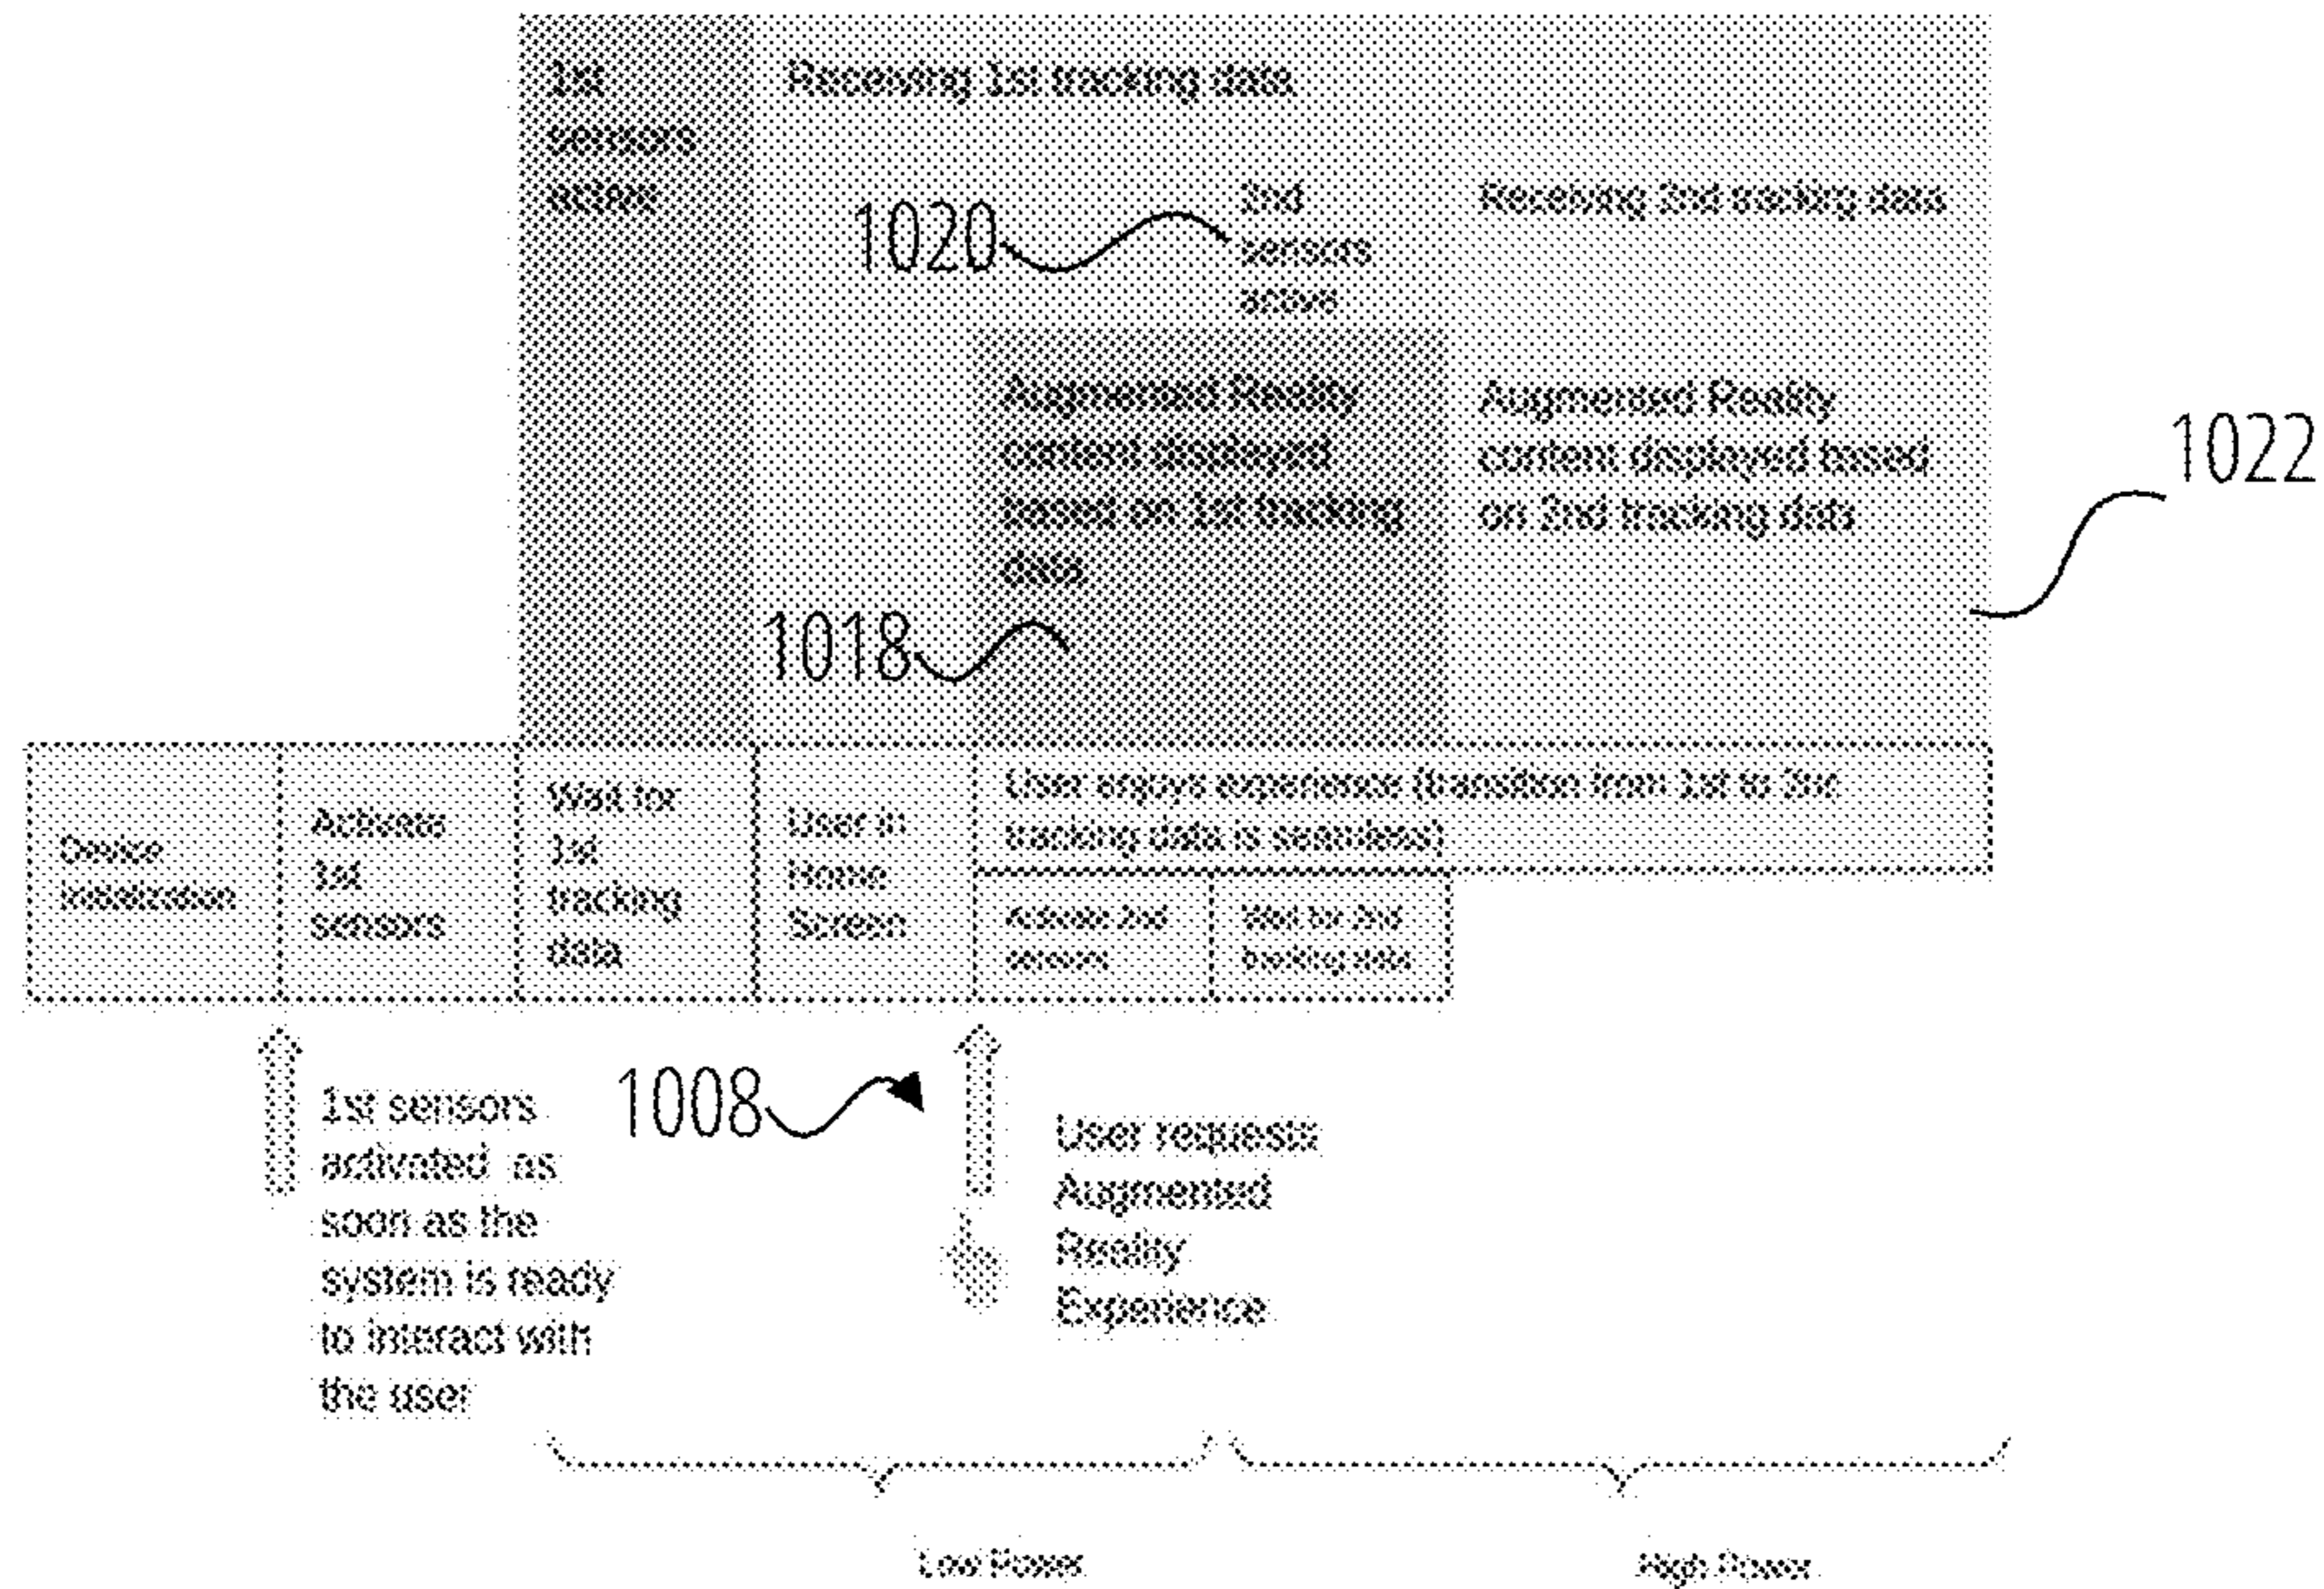 1st
sensors
active
Receiving 1st tracking data
1020
2nd
sensors
active
Receiving 2nd tracking data
Augmented Reality
content displayed
based on 1st tracking
data
Augmented Reality
content displayed based
on 2nd tracking data
1022
1018
Device
Initialization
Activate
1st
sensors
Wait for
1st
tracking
data
User in
Home
Screen
User enjoys experience (transition from 1st to 2nd
tracking data is seamless)
Activate 2nd
sensors
Wait for 2nd
tracking data
1st sensors
activated as
soon as the
system is ready
to interact with
the user
1008
User requests
Augmented
Reality
Experience
Low Power
High Power